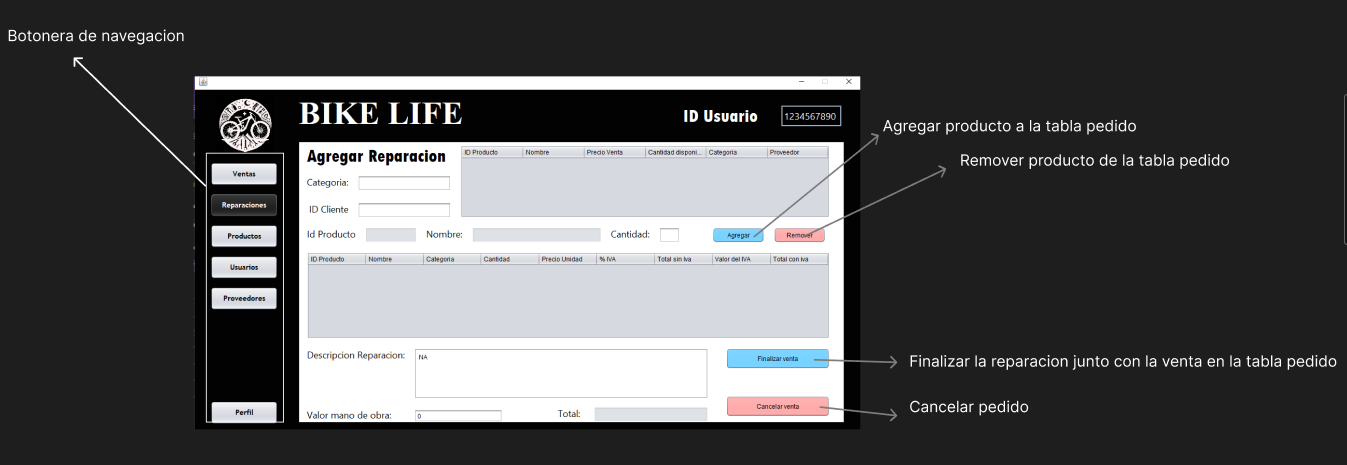 Botonera de navegacion
BIKE LIFE
ID Usuario
1234567890
Agregar producto a la tabla pedido
Remover producto de la tabla pedido
Ventas
Reparaciones
Productos
Usuarios
Proveedores
Perfil
Agregar Reparacion
ID Producto Nombre Precio Venta Cantidad disponi... Categoria Proveedor
Categoria:
ID Cliente
Id Producto Nombre: Cantidad: Agregar Remover
ID Producto Nombre Categoria Cantidad Precio Unidad % IVA Total sin Iva Valor del IVA Total con iva
Descripcion Reparacion: NA
Finalizar venta
Finalizar la reparacion junto con la venta en la tabla pedido
Cancelar venta
Cancelar pedido
Valor mano de obra: 0 Total: